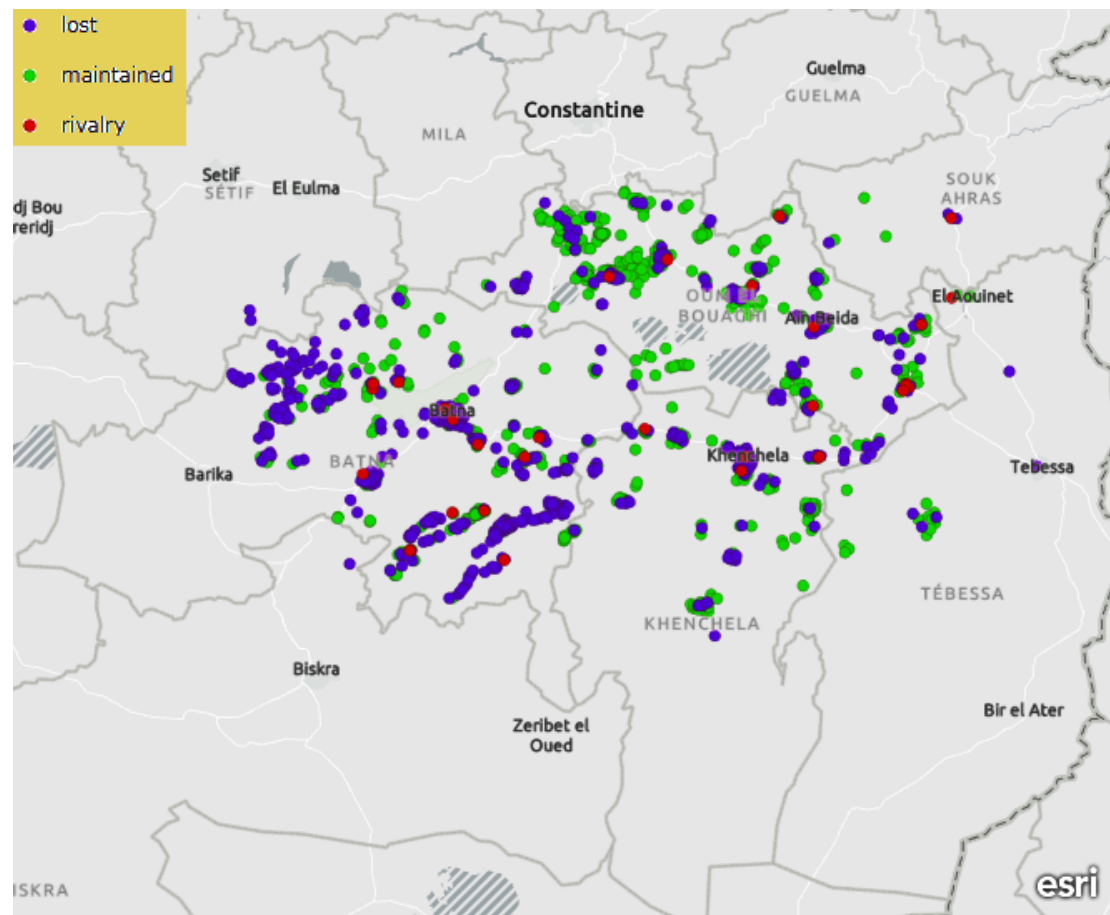 lost
maintained
rivalry
Guelma
GUELMA
Constantine
MILA
Setif
SÉTIF
El Eulma
SOUK
AHRAS
dj Bou
reridj
OUM EL
BOUAGHI
El Aouinet
Ain Beida
Batna
BATNA
Barika
Khenchela
Tebessa
TÉBESSA
KHENCHELA
Biskra
Zeribet el
Oued
Bir el Ater
ISKRA
esri